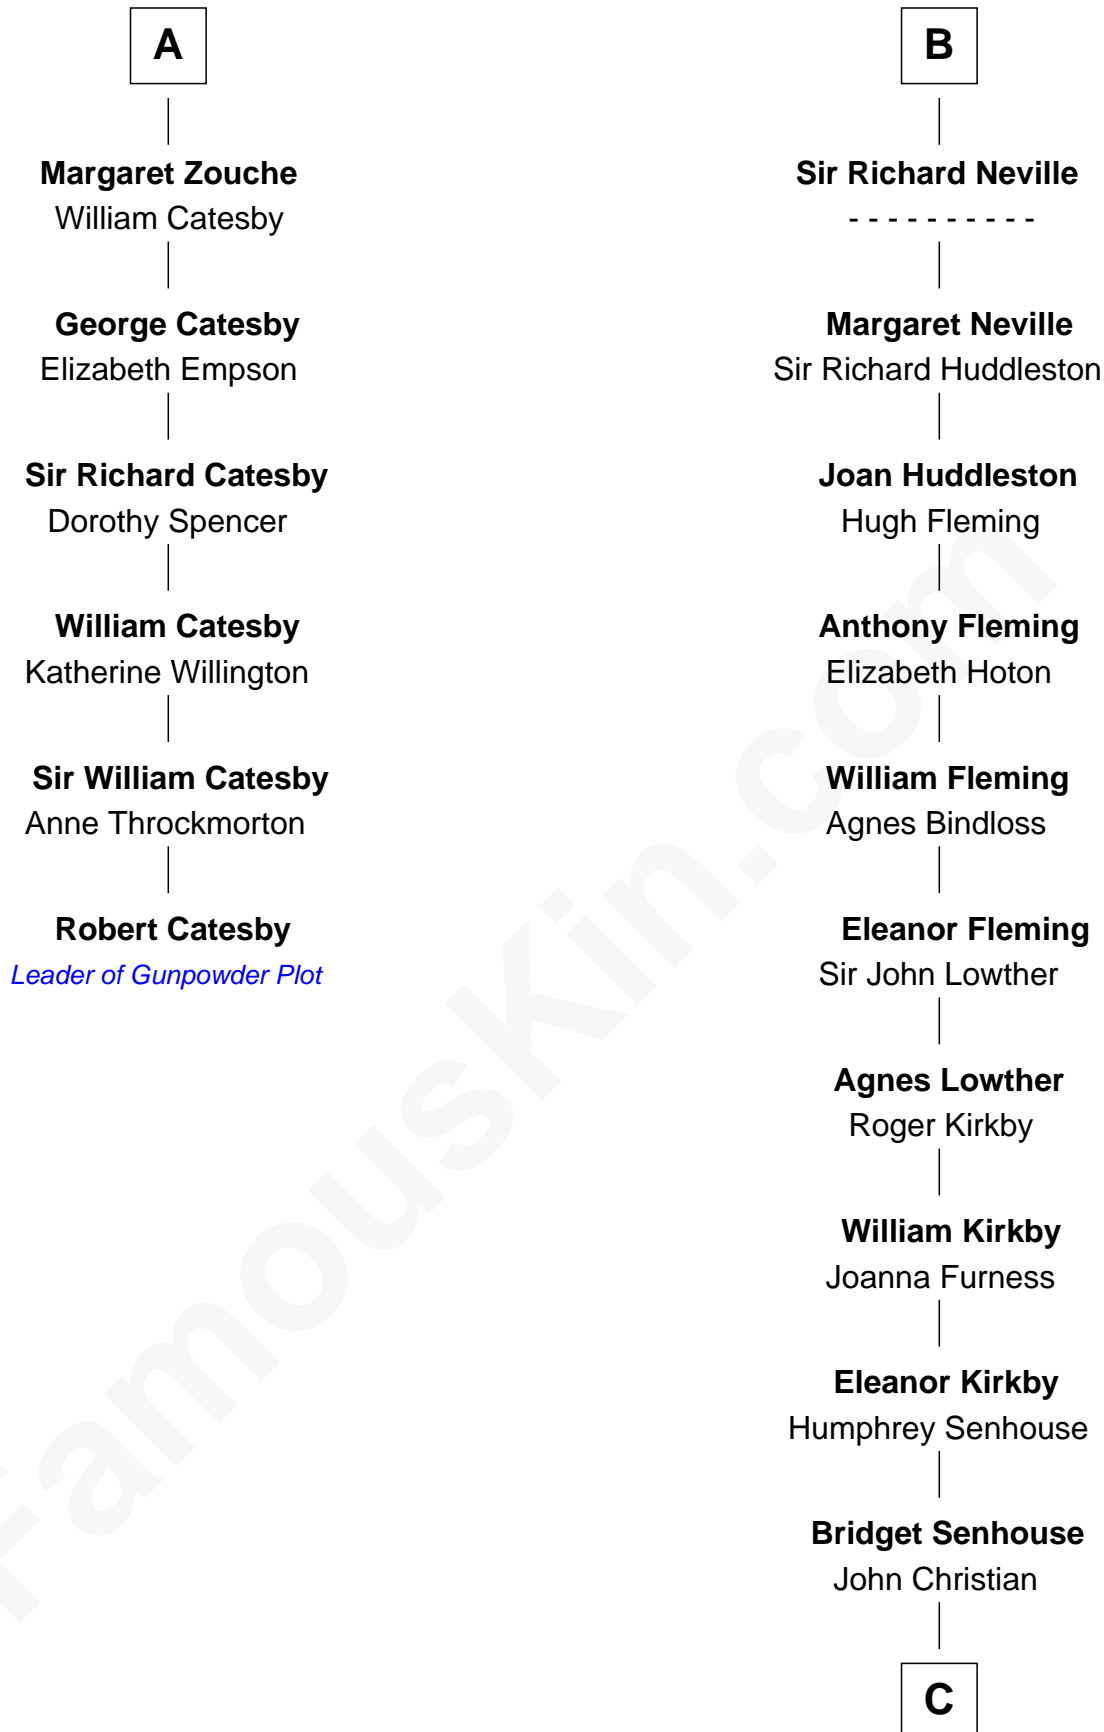 A
Margaret Zouche
William Catesby
George Catesby
Elizabeth Empson
Sir Richard Catesby
Dorothy Spencer
William Catesby
Katherine Willington
Sir William Catesby
Anne Throckmorton
Robert Catesby
Leader of Gunpowder Plot
B
Sir Richard Neville
- - - - - - - - - -
Margaret Neville
Sir Richard Huddleston
Joan Huddleston
Hugh Fleming
Anthony Fleming
Elizabeth Hoton
William Fleming
Agnes Bindloss
Eleanor Fleming
Sir John Lowther
Agnes Lowther
Roger Kirkby
William Kirkby
Joanna Furness
Eleanor Kirkby
Humphrey Senhouse
Bridget Senhouse
John Christian
C
FamousKin.com